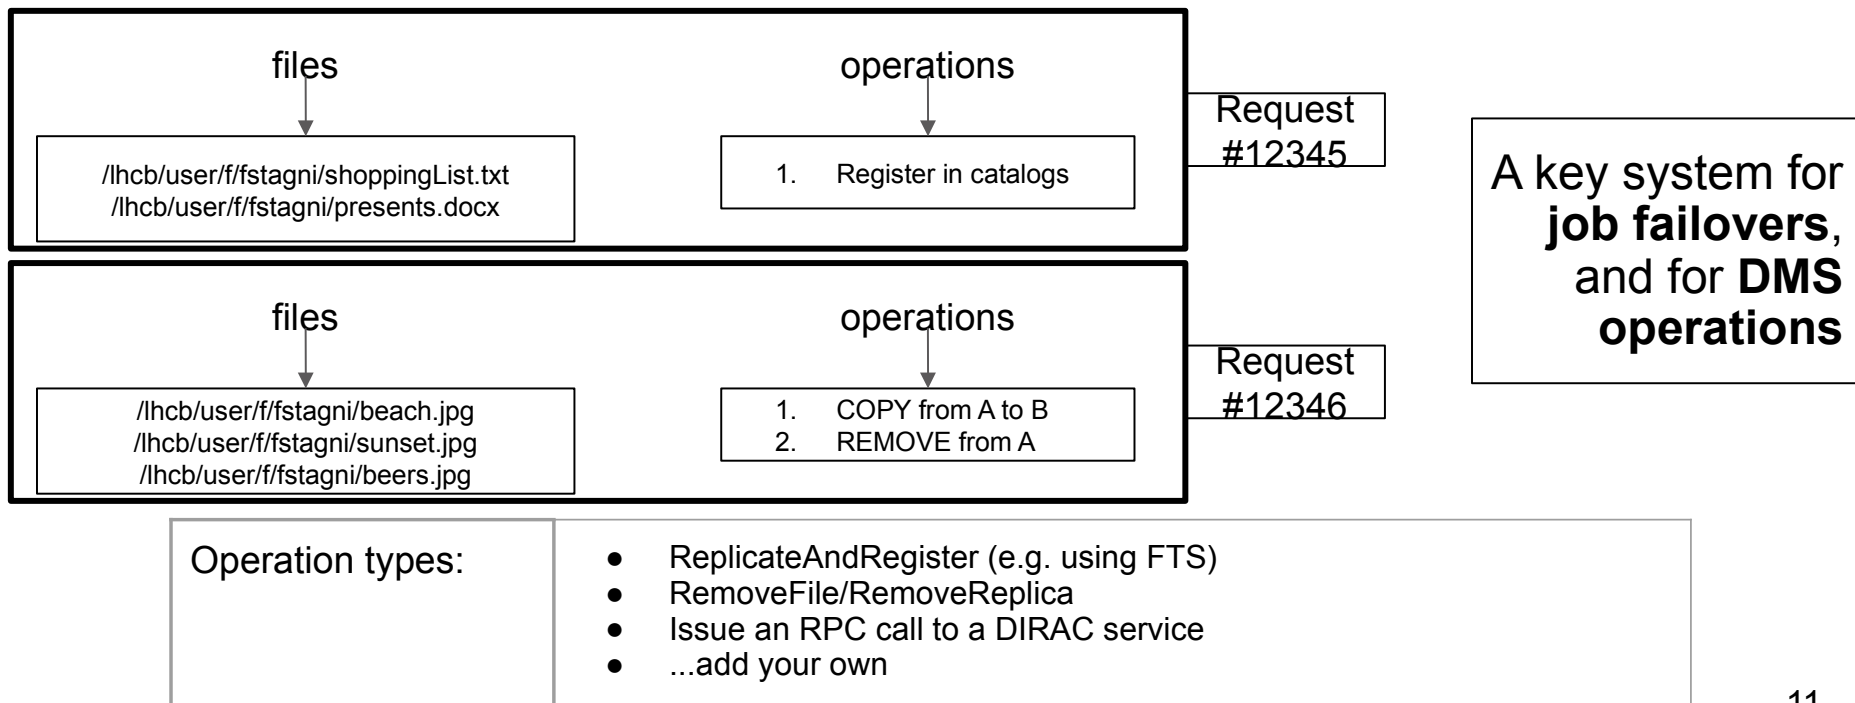 files
/lhcb/user/f/fstagni/shoppingList.txt
/lhcb/user/f/fstagni/presents.docx
operations
1. Register in catalogs
Request
#12345
files
/lhcb/user/f/fstagni/beach.jpg
/lhcb/user/f/fstagni/sunset.jpg
/lhcb/user/f/fstagni/beers.jpg
operations
1. COPY from A to B
2. REMOVE from A
Request
#12346
A key system for
job failovers,
and for DMS
operations
Operation types:
● ReplicateAndRegister (e.g. using FTS)
● RemoveFile/RemoveReplica
● Issue an RPC call to a DIRAC service
● ...add your own
11